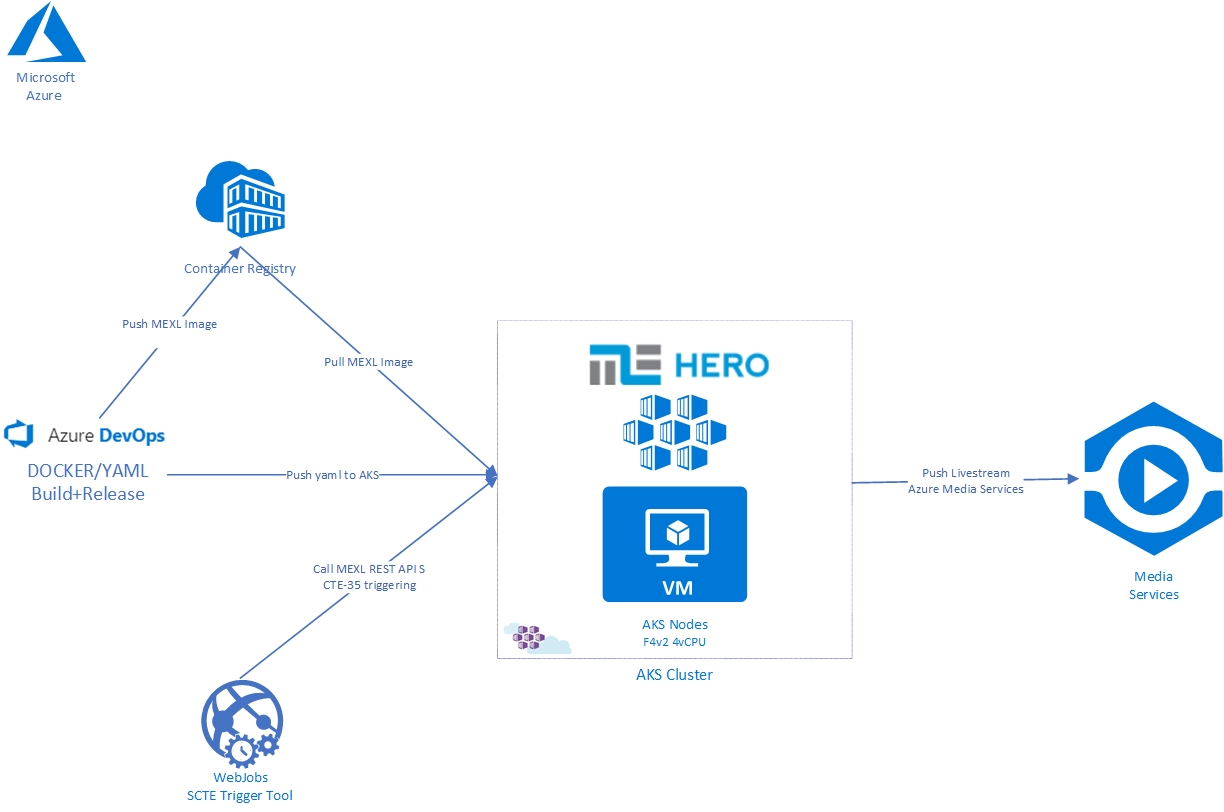 Microsoft
Azure
Container Registry
Push MEXL Image
Pull MEXL Image
HERO
Azure DevOps
DOCKER/YAML
Build+Release
Push yaml to AKS
VM
Push Livestream
Azure Media Services
Call MEXL REST API S
CTE-35 triggering
Media
Services
AKS Nodes
F4v2 4vCPU
AKS Cluster
WebJobs
SCTE Trigger Tool